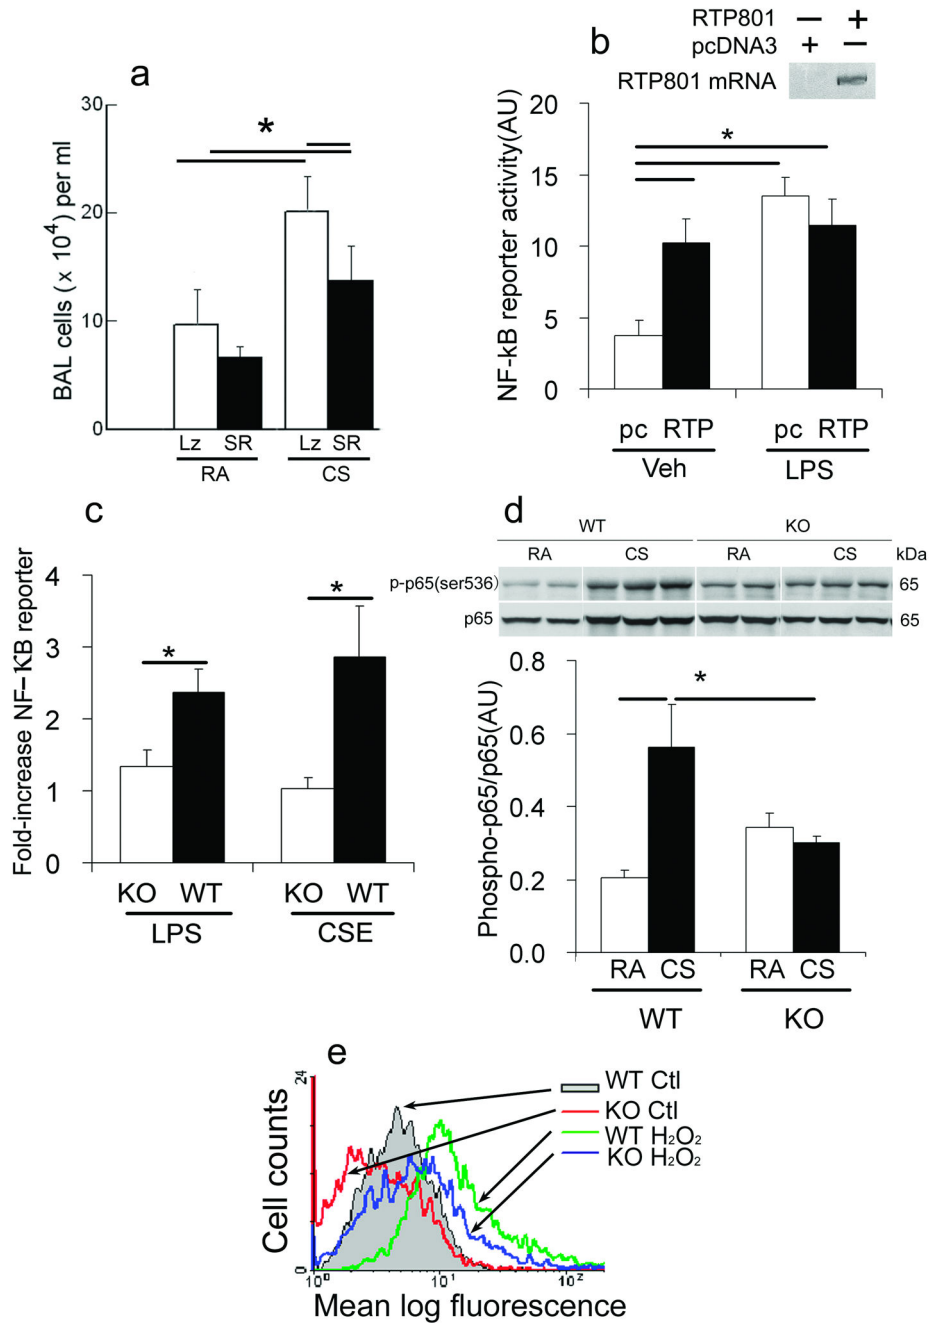 a
30
20
10
0
BAL cells ( x 10⁴) per ml
*
Lz SR Lz SR
RA CS
b
RTP801 – +
pcDNA3 + –
RTP801 mRNA
20
15
10
5
0
NF-kB reporter activity(AU)
*
pc RTP pc RTP
Veh LPS
c
4
3
2
1
0
Fold-increase NF–KB reporter
* *
KO WT KO WT
LPS CSE
d
WT KO
RA CS RA CS kDa
p-p65(ser536) 65
p65 65
0.8
0.6
0.4
0.2
0.0
Phospho-p65/p65(AU)
*
RA CS RA CS
WT KO
e
24
0
Cell counts
WT Ctl
KO Ctl
WT H₂O₂
KO H₂O₂
10⁰ 10¹ 10²
Mean log fluorescence